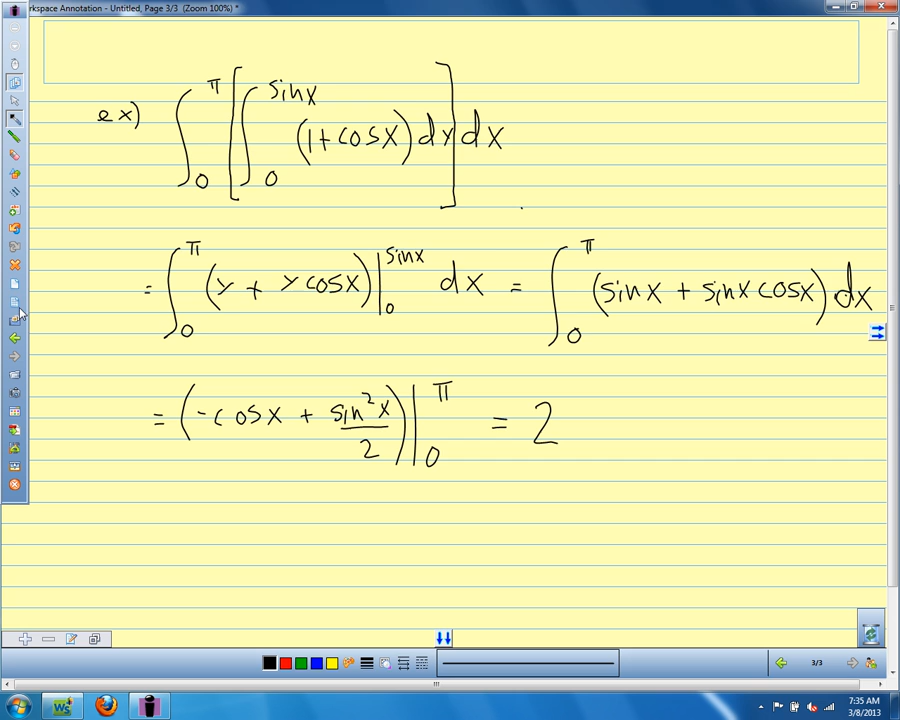 rkspace Annotation - Untitled, Page 3/3 (Zoom 100%) *
ex) ∫₀^π [∫₀^sinx (1+cosx) dy] dx
= ∫₀^π (y + y cosx) |₀^sinx dx = ∫₀^π (sinx + sinx cosx) dx
= (-cosx + sin²x/2) |₀^π = 2
3/3
7:35 AM
3/8/2013